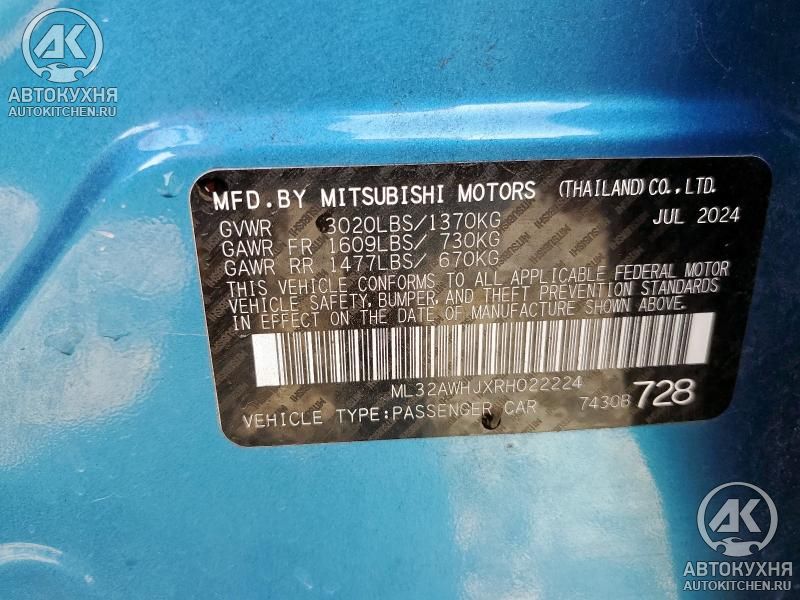 АК
АВТОКУХНЯ
AUTOKITCHEN.RU
MFD.BY MITSUBISHI MOTORS (THAILAND)CO.,LTD.
GVWR 3020LBS/1370KG JUL 2024
GAWR FR 1609LBS/ 730KG
GAWR RR 1477LBS/ 670KG
THIS VEHICLE CONFORMS TO ALL APPLICABLE FEDERAL MOTOR
VEHICLE SAFETY, BUMPER, AND THEFT PREVENTION STANDARDS
IN EFFECT ON THE DATE OF MANUFACTURE SHOWN ABOVE.
ML32AWHJXRH022224
VEHICLE TYPE:PASSENGER CAR 7430B 728
АК
АВТОКУХНЯ
AUTOKITCHEN.RU